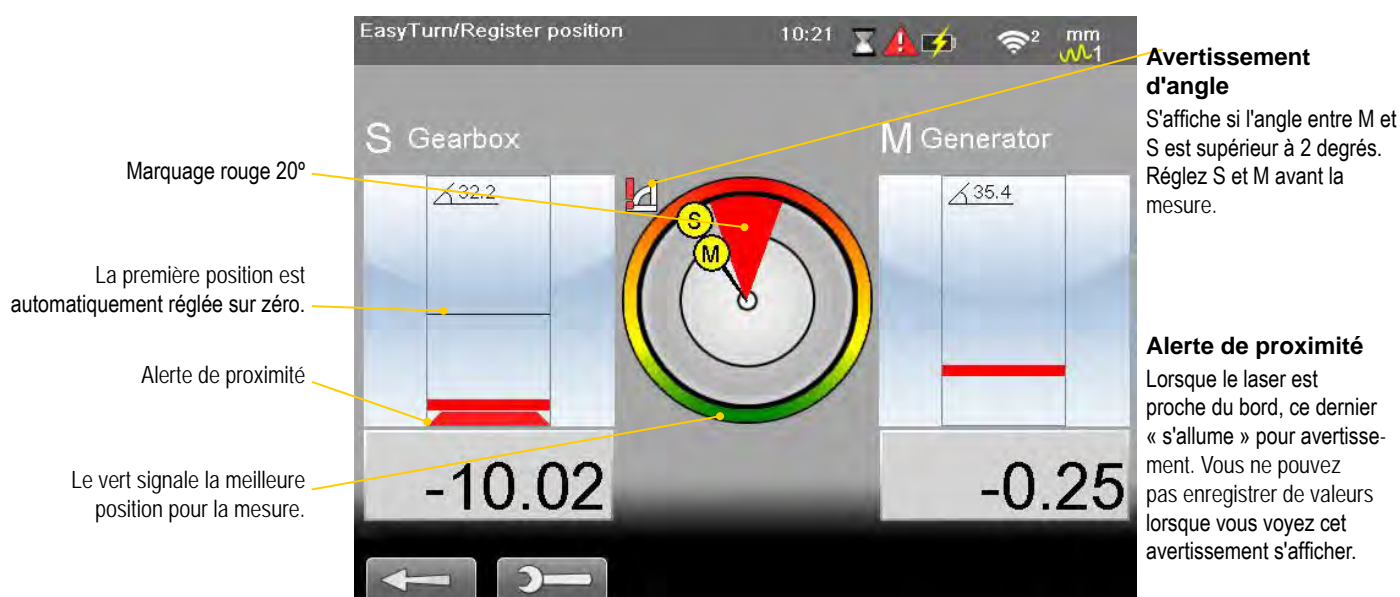 EasyTurn/Register position
10:21
2
mm
1
S Gearbox
M Generator
32.2
35.4
S
M
-10.02
-0.25
Marquage rouge 20º
La première position est
automatiquement réglée sur zéro.
Alerte de proximité
Le vert signale la meilleure
position pour la mesure.
Avertissement
d'angle
S'affiche si l'angle entre M et
S est supérieur à 2 degrés.
Réglez S et M avant la
mesure.
Alerte de proximité
Lorsque le laser est
proche du bord, ce dernier
« s'allume » pour avertisse-
ment. Vous ne pouvez
pas enregistrer de valeurs
lorsque vous voyez cet
avertissement s'afficher.